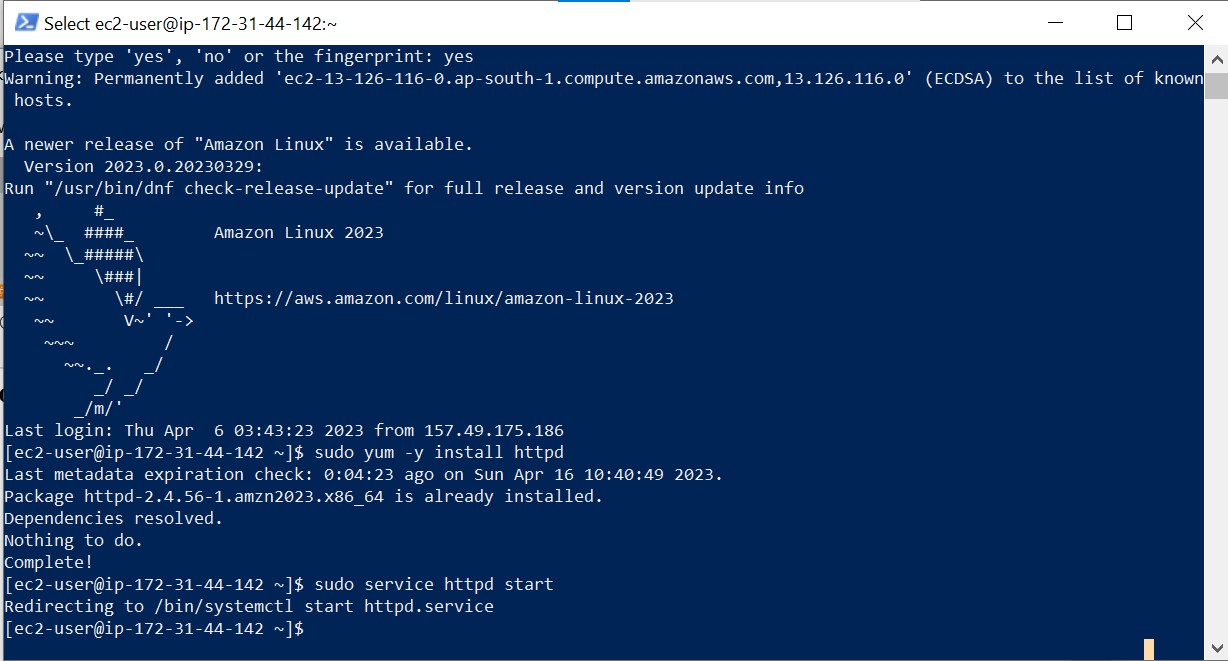 Select ec2-user@ip-172-31-44-142:~
Please type 'yes', 'no' or the fingerprint: yes
Warning: Permanently added 'ec2-13-126-116-0.ap-south-1.compute.amazonaws.com,13.126.116.0' (ECDSA) to the list of known
 hosts.
A newer release of "Amazon Linux" is available.
  Version 2023.0.20230329:
Run "/usr/bin/dnf check-release-update" for full release and version update info
   ,     #_
   ~\_  ####_        Amazon Linux 2023
  ~~  \_#####\
  ~~     \###|
  ~~       \#/ ___   https://aws.amazon.com/linux/amazon-linux-2023
   ~~       V~' '->
    ~~~         /
      ~~._.   _/
         _/ _/
       _/m/'
Last login: Thu Apr  6 03:43:23 2023 from 157.49.175.186
[ec2-user@ip-172-31-44-142 ~]$ sudo yum -y install httpd
Last metadata expiration check: 0:04:23 ago on Sun Apr 16 10:40:49 2023.
Package httpd-2.4.56-1.amzn2023.x86_64 is already installed.
Dependencies resolved.
Nothing to do.
Complete!
[ec2-user@ip-172-31-44-142 ~]$ sudo service httpd start
Redirecting to /bin/systemctl start httpd.service
[ec2-user@ip-172-31-44-142 ~]$